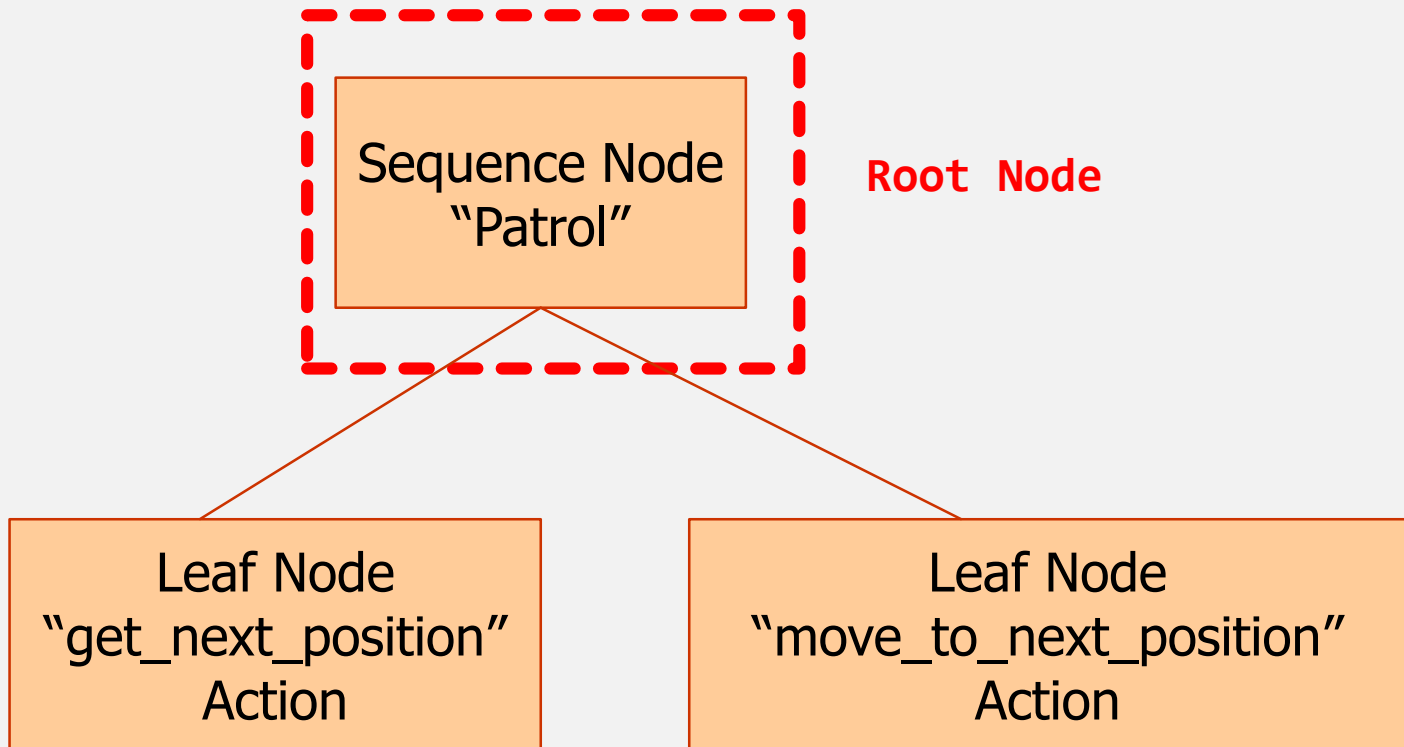 Sequence Node
“Patrol”
Root Node
Leaf Node
“get_next_position”
Action
Leaf Node
“move_to_next_position”
Action